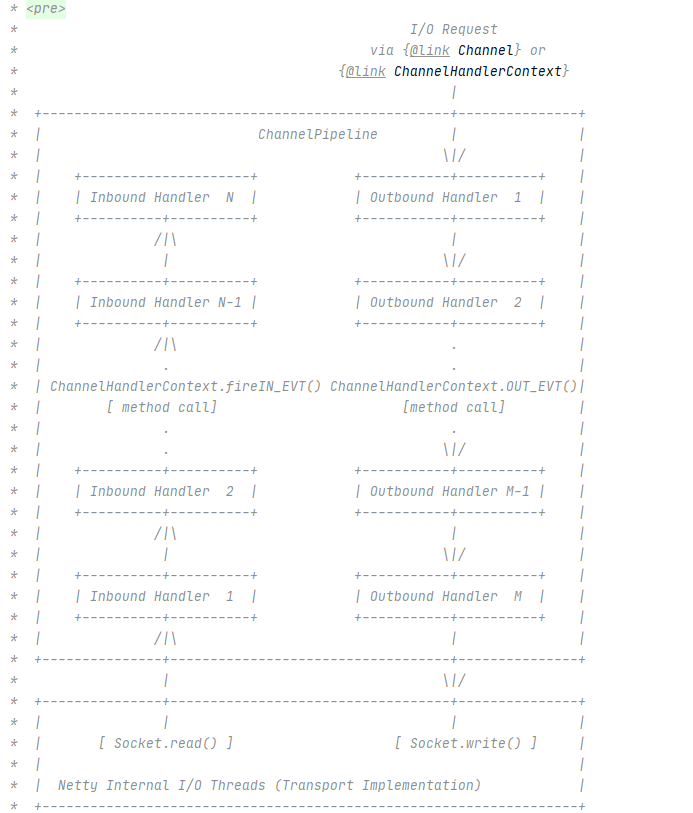 * <pre>
*                                                 I/O Request
*                                            via {@link Channel} or
*                                        {@link ChannelHandlerContext}
*                                                      |
*  +---------------------------------------------------+---------------+
*  |                           ChannelPipeline         |               |
*  |                                                  \|/              |
*  |    +---------------------+            +-----------+----------+    |
*  |    | Inbound Handler  N  |            | Outbound Handler  1  |    |
*  |    +----------+----------+            +-----------+----------+    |
*  |              /|\                                  |               |
*  |               |                                  \|/              |
*  |    +----------+----------+            +-----------+----------+    |
*  |    | Inbound Handler N-1 |            | Outbound Handler  2  |    |
*  |    +----------+----------+            +-----------+----------+    |
*  |              /|\                                  .               |
*  |               .                                   .               |
*  | ChannelHandlerContext.fireIN_EVT() ChannelHandlerContext.OUT_EVT()|
*  |        [ method call]                       [method call]         |
*  |               .                                   .               |
*  |               .                                  \|/              |
*  |    +----------+----------+            +-----------+----------+    |
*  |    | Inbound Handler  2  |            | Outbound Handler M-1 |    |
*  |    +----------+----------+            +-----------+----------+    |
*  |              /|\                                  |               |
*  |               |                                  \|/              |
*  |    +----------+----------+            +-----------+----------+    |
*  |    | Inbound Handler  1  |            | Outbound Handler  M  |    |
*  |    +----------+----------+            +-----------+----------+    |
*  |              /|\                                  |               |
*  +---------------+-----------------------------------+---------------+
*                  |                                  \|/
*  +---------------+-----------------------------------+---------------+
*  |               |                                   |               |
*  |       [ Socket.read() ]                    [ Socket.write() ]     |
*  |                                                                   |
*  |  Netty Internal I/O Threads (Transport Implementation)            |
*  +-------------------------------------------------------------------+